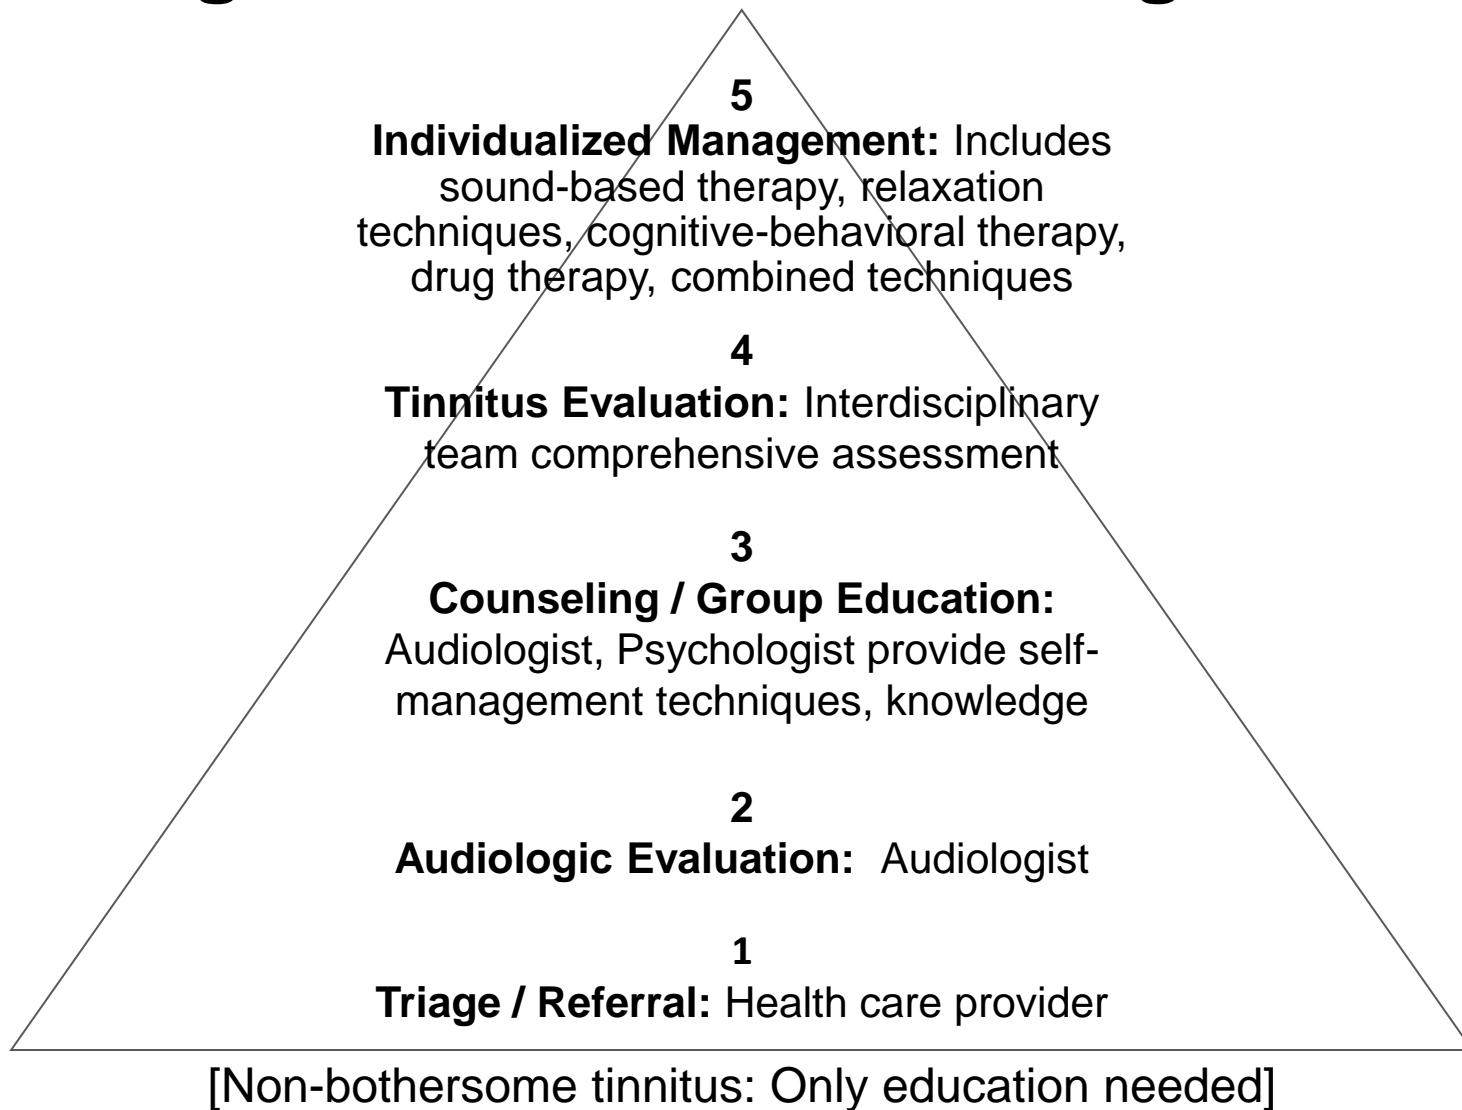 5
Individualized Management: Includes
sound-based therapy, relaxation
techniques, cognitive-behavioral therapy,
drug therapy, combined techniques
4
Tinnitus Evaluation: Interdisciplinary
team comprehensive assessment
3
Counseling / Group Education:
Audiologist, Psychologist provide self-
management techniques, knowledge
2
Audiologic Evaluation: Audiologist
1
Triage / Referral: Health care provider
[Non-bothersome tinnitus: Only education needed]